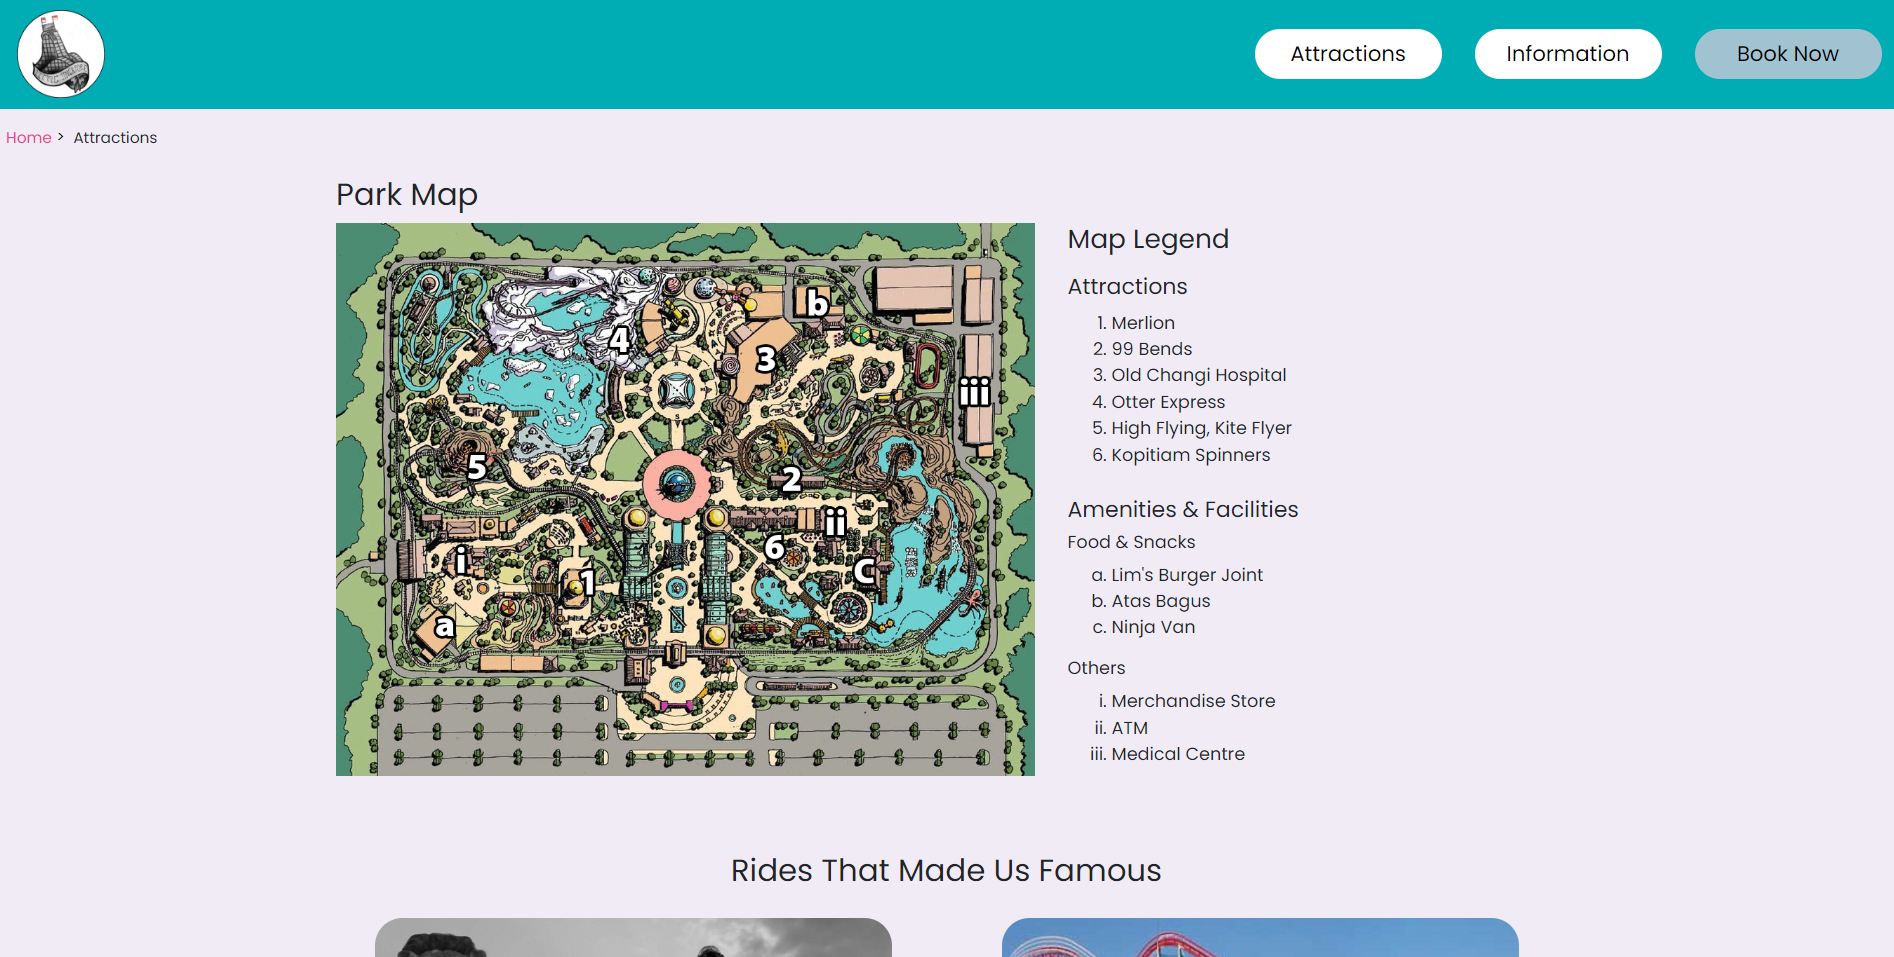 Attractions
Information
Book Now
Home > Attractions
Park Map
b
4
3
iii
5
2
ii
6
i
C
1
a
Map Legend
Attractions
1. Merlion
2. 99 Bends
3. Old Changi Hospital
4. Otter Express
5. High Flying, Kite Flyer
6. Kopitiam Spinners
Amenities & Facilities
Food & Snacks
a. Lim's Burger Joint
b. Atas Bagus
c. Ninja Van
Others
i. Merchandise Store
ii. ATM
iii. Medical Centre
Rides That Made Us Famous